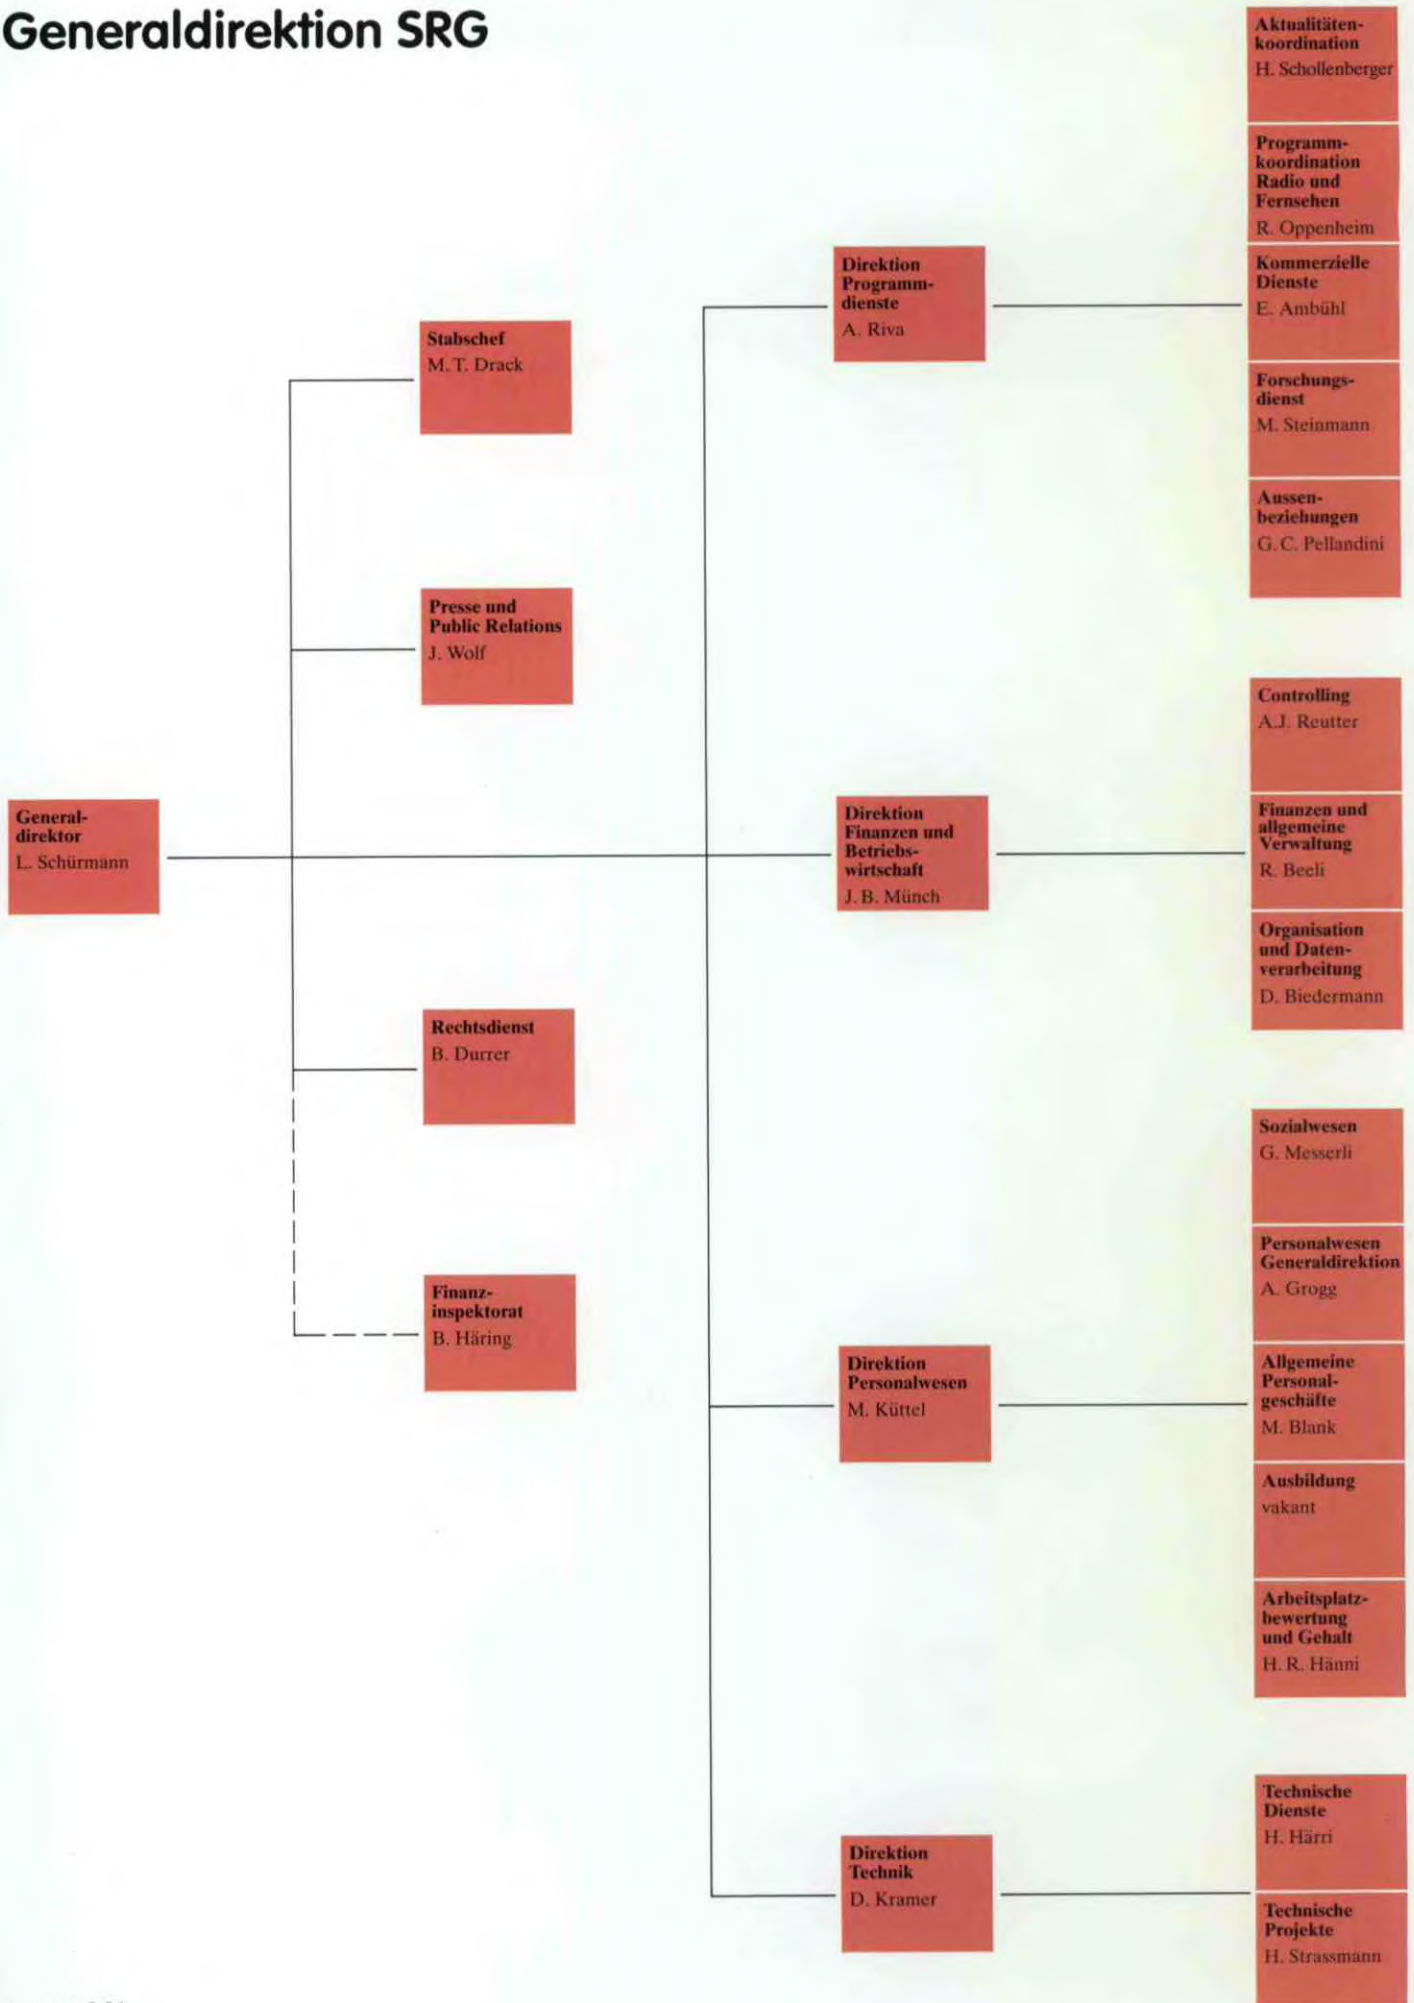 Generaldirektion SRG
General-
direktor
L. Schürmann
Stabschef
M. T. Drack
Presse und
Public Relations
J. Wolf
Rechtsdienst
B. Durrer
Finanz-
inspektorat
B. Häring
Direktion
Programm-
dienste
A. Riva
Direktion
Finanzen und
Betriebs-
wirtschaft
J. B. Münch
Direktion
Personalwesen
M. Küttel
Direktion
Technik
D. Kramer
Aktualitäten-
koordination
H. Schollenberger
Programm-
koordination
Radio und
Fernsehen
R. Oppenheim
Kommerzielle
Dienste
E. Ambühl
Forschungs-
dienst
M. Steinmann
Aussen-
beziehungen
G. C. Pellandini
Controlling
A.J. Reutter
Finanzen und
allgemeine
Verwaltung
R. Beeli
Organisation
und Daten-
verarbeitung
D. Biedermann
Sozialwesen
G. Messerli
Personalwesen
Generaldirektion
A. Grogg
Allgemeine
Personal-
geschäfte
M. Blank
Ausbildung
vakant
Arbeitsplatz-
bewertung
und Gehalt
H. R. Hänni
Technische
Dienste
H. Härri
Technische
Projekte
H. Strassmann